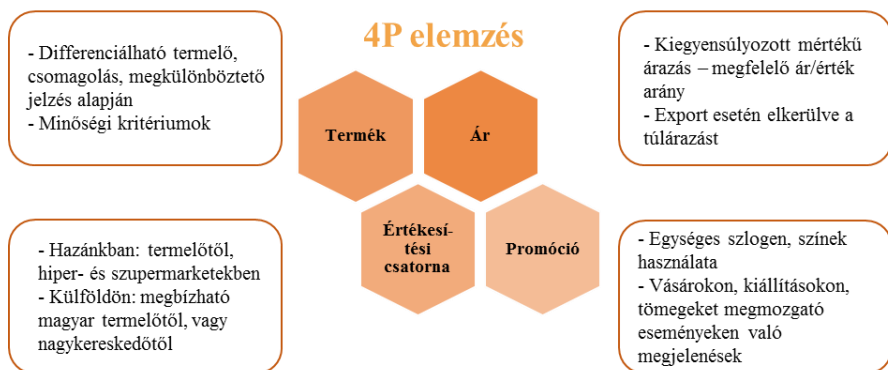 4P elemzés
- Differenciálható termelő,
csomagolás, megkülönböztető
jelzés alapján
- Minőségi kritériumok
Termék
Ár
- Kiegyensúlyozott mértékű
árazás – megfelelő ár/érték
arány
- Export esetén elkerülve a
túlárazást
- Hazánkban: termelőtől,
hiper- és szupermarketekben
- Külföldön: megbízható
magyar termelőtől, vagy
nagykereskedőtől
Értékesí-
tési
csatorna
Promóció
- Egységes szlogen, színek
használata
- Vásárokon, kiállításokon,
tömegeket megmozgató
eseményeken való
megjelenések